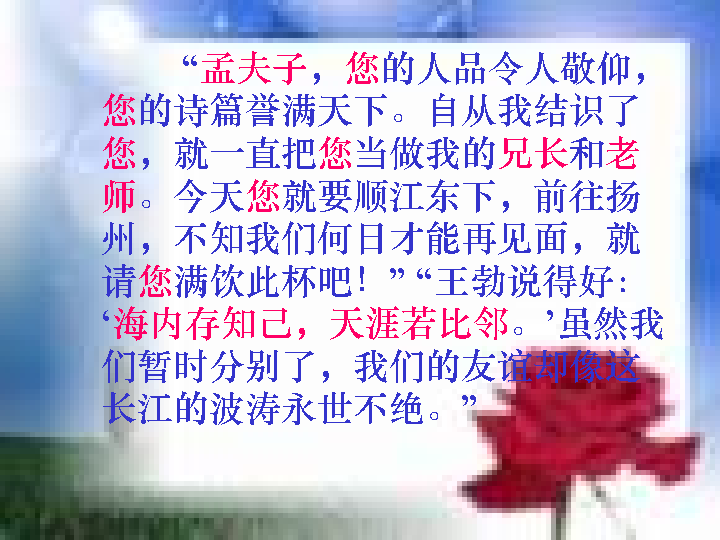 “孟夫子，您的人品令人敬仰，
您的诗篇誉满天下。自从我结识了
您，就一直把您当做我的兄长和老
师。今天您就要顺江东下，前往扬
州，不知我们何日才能再见面，就
请您满饮此杯吧！”“王勃说得好：
‘海内存知己，天涯若比邻。’虽然我
们暂时分别了，我们的友谊却像这
长江的波涛永世不绝。”